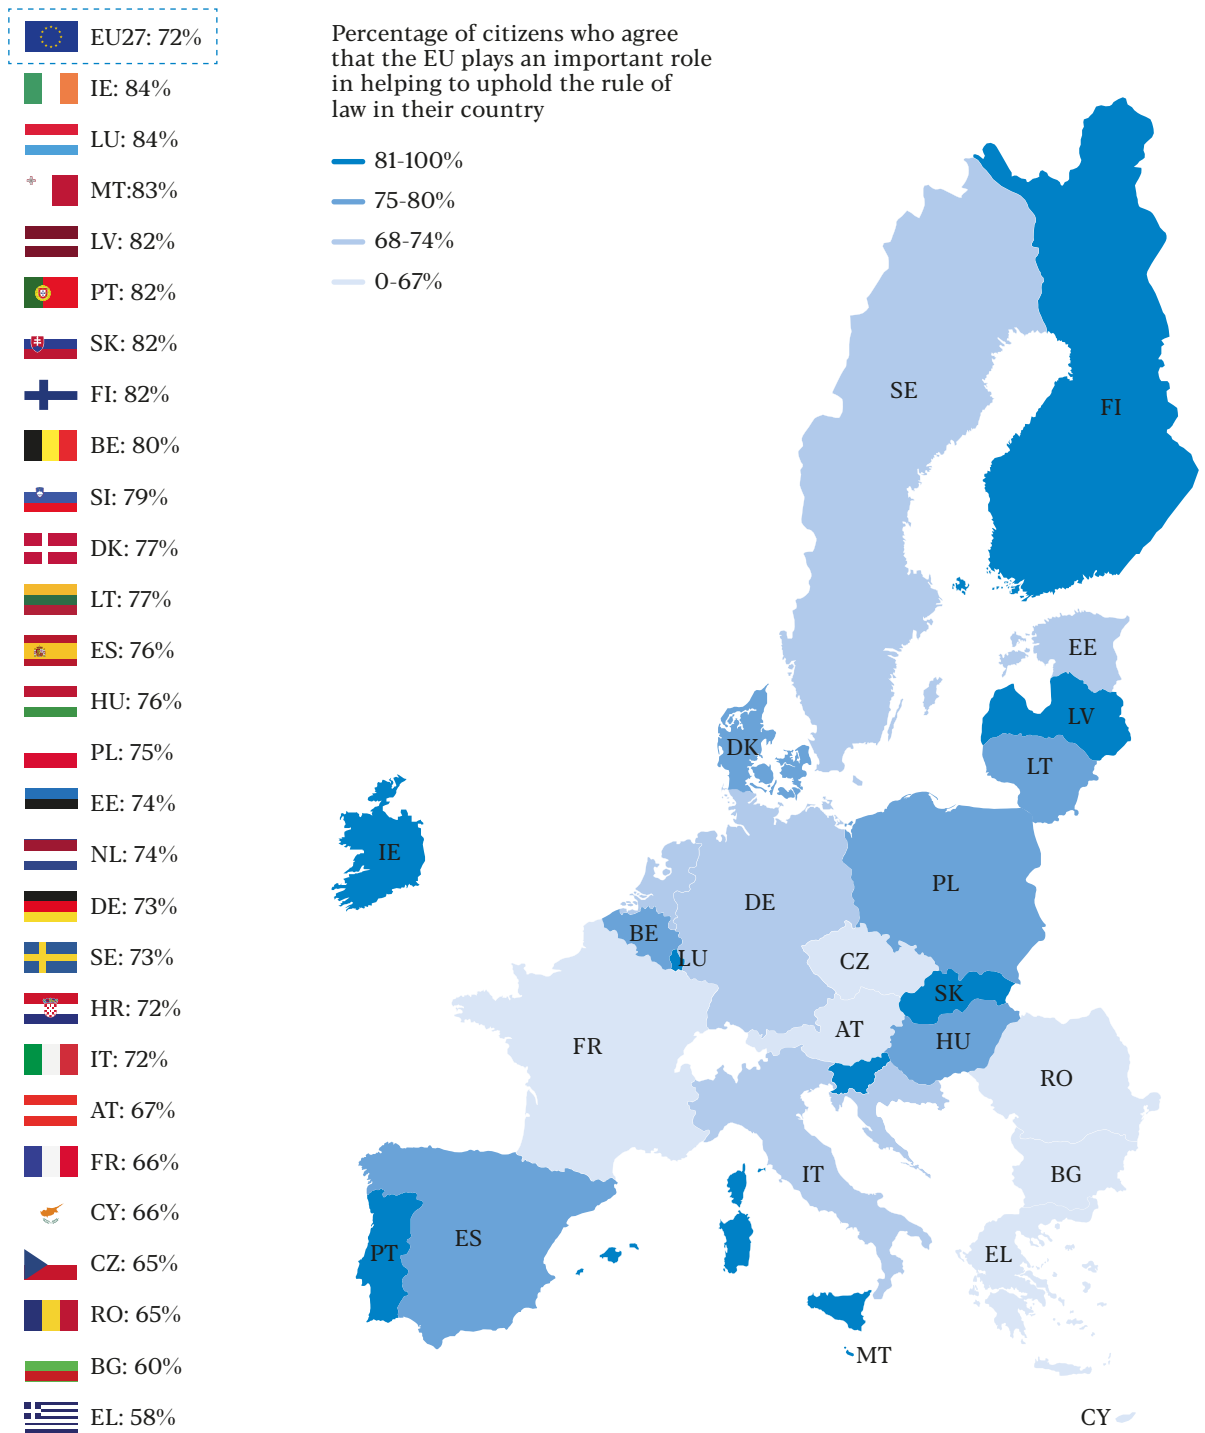 EU27: 72%
IE: 84%
LU: 84%
MT:83%
LV: 82%
PT: 82%
SK: 82%
FI: 82%
BE: 80%
SI: 79%
DK: 77%
LT: 77%
ES: 76%
HU: 76%
PL: 75%
EE: 74%
NL: 74%
DE: 73%
SE: 73%
HR: 72%
IT: 72%
AT: 67%
FR: 66%
CY: 66%
CZ: 65%
RO: 65%
BG: 60%
EL: 58%
Percentage of citizens who agree
that the EU plays an important role
in helping to uphold the rule of
law in their country
81-100%
75-80%
68-74%
0-67%
SE
FI
EE
LV
LT
DK
IE
PL
DE
BE
LU
CZ
SK
AT
HU
FR
RO
IT
BG
ES
PT
EL
MT
CY